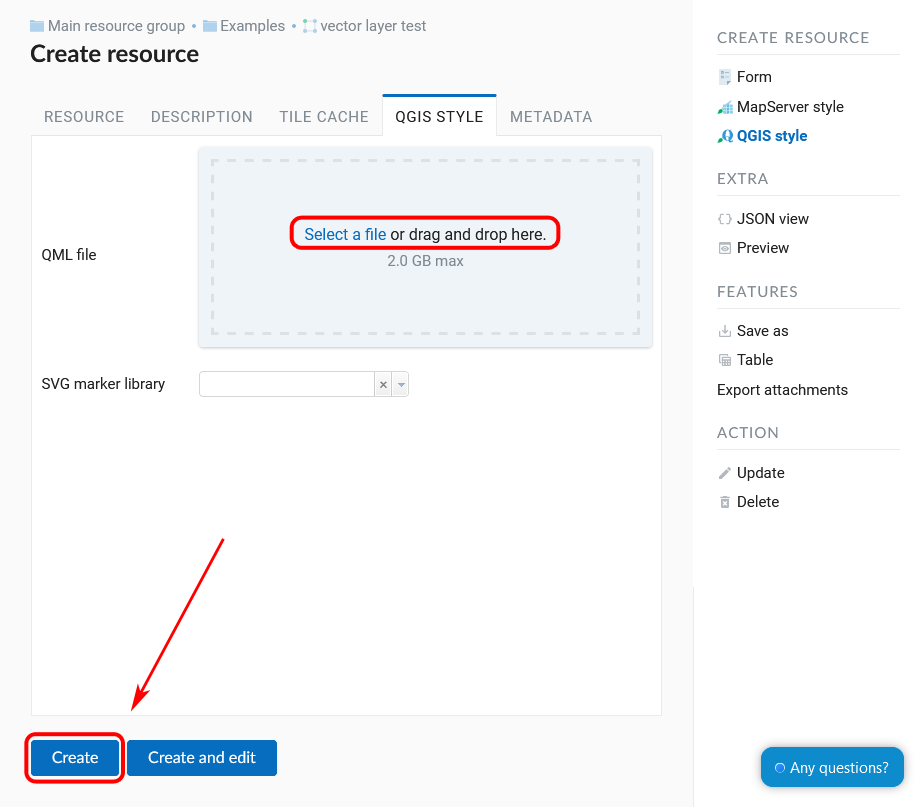 Main resource group • Examples • vector layer test
Create resource
RESOURCE DESCRIPTION TILE CACHE QGIS STYLE METADATA
QML file
Select a file or drag and drop here.
2.0 GB max
SVG marker library
Create Create and edit
CREATE RESOURCE
Form
MapServer style
QGIS style
EXTRA
JSON view
Preview
FEATURES
Save as
Table
Export attachments
ACTION
Update
Delete
Any questions?